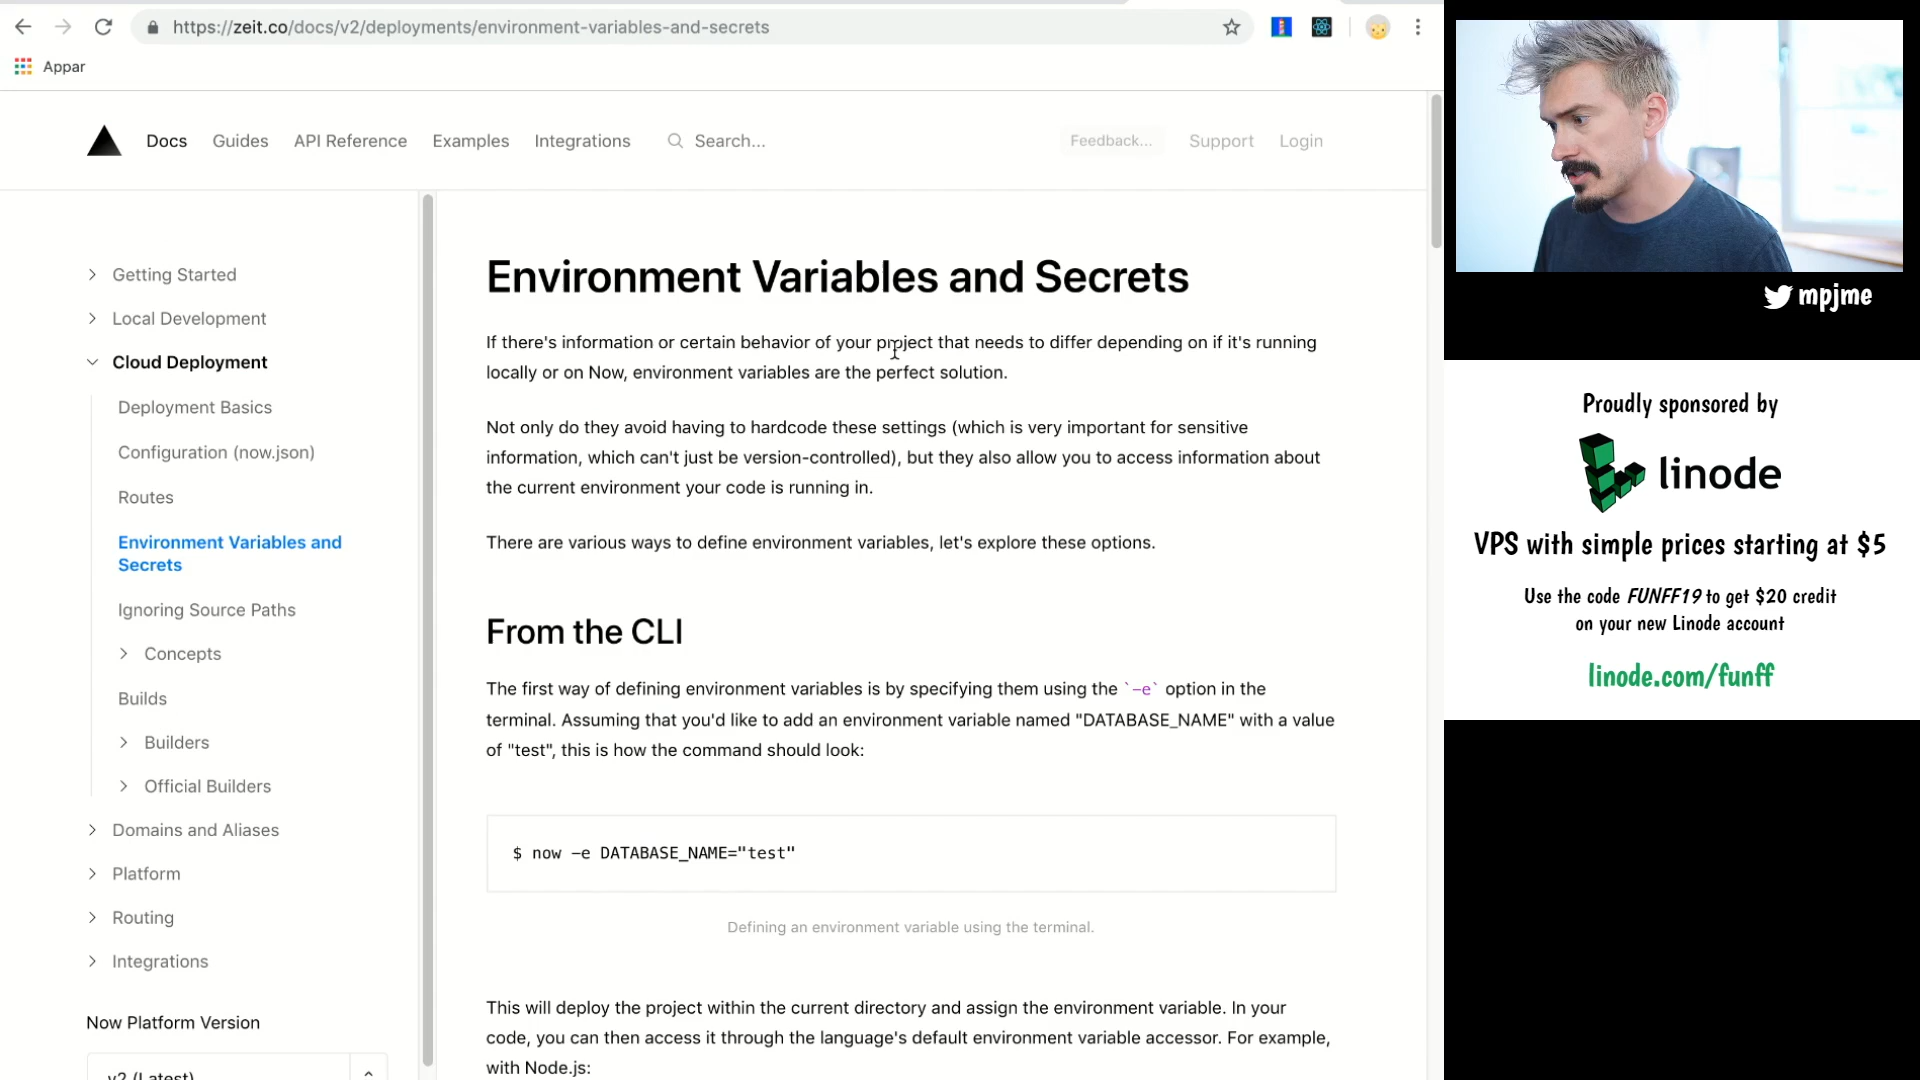 https://zeit.co/docs/v2/deployments/environment-variables-and-secrets
Appar
Docs
Guides
API Reference
Examples
Integrations
Search...
Feedback...
Support
Login
Getting Started
Local Development
Cloud Deployment
Deployment Basics
Configuration (now.json)
Routes
Environment Variables and
Secrets
Ignoring Source Paths
Concepts
Builds
Builders
Official Builders
Domains and Aliases
Platform
Routing
Integrations
Now Platform Version
v2 (Latest)
Environment Variables and Secrets
If there's information or certain behavior of your project that needs to differ depending on if it's running
locally or on Now, environment variables are the perfect solution.
Not only do they avoid having to hardcode these settings (which is very important for sensitive
information, which can't just be version-controlled), but they also allow you to access information about
the current environment your code is running in.
There are various ways to define environment variables, let's explore these options.
From the CLI
The first way of defining environment variables is by specifying them using the `-e` option in the
terminal. Assuming that you'd like to add an environment variable named "DATABASE_NAME" with a value
of "test", this is how the command should look:
$ now -e DATABASE_NAME="test"
Defining an environment variable using the terminal.
This will deploy the project within the current directory and assign the environment variable. In your
code, you can then access it through the language's default environment variable accessor. For example,
with Node.js:
mpjme
Proudly sponsored by
linode
VPS with simple prices starting at $5
Use the code FUNFF19 to get $20 credit
on your new Linode account
linode.com/funff